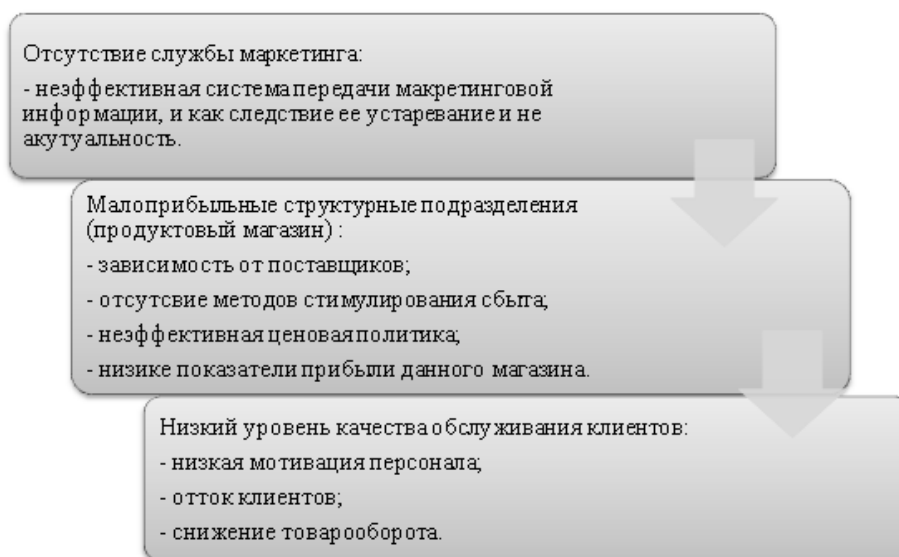 Отсутствие службы маркетинга:
- неэффективная система передачи макретинговой
информации, и как следствие ее устаревание и не
акутуальность.
Малоприбыльные структурные подразделения
(продуктовый магазин) :
- зависимость от поставщиков;
- отсутсвие методов стимулирования сбыта;
- неэффективная ценовая политика;
- низике показатели прибыли данного магазина.
Низкий уровень качества обслуживания клиентов:
- низкая мотивация персонала;
- отток клиентов;
- снижение товарооборота.